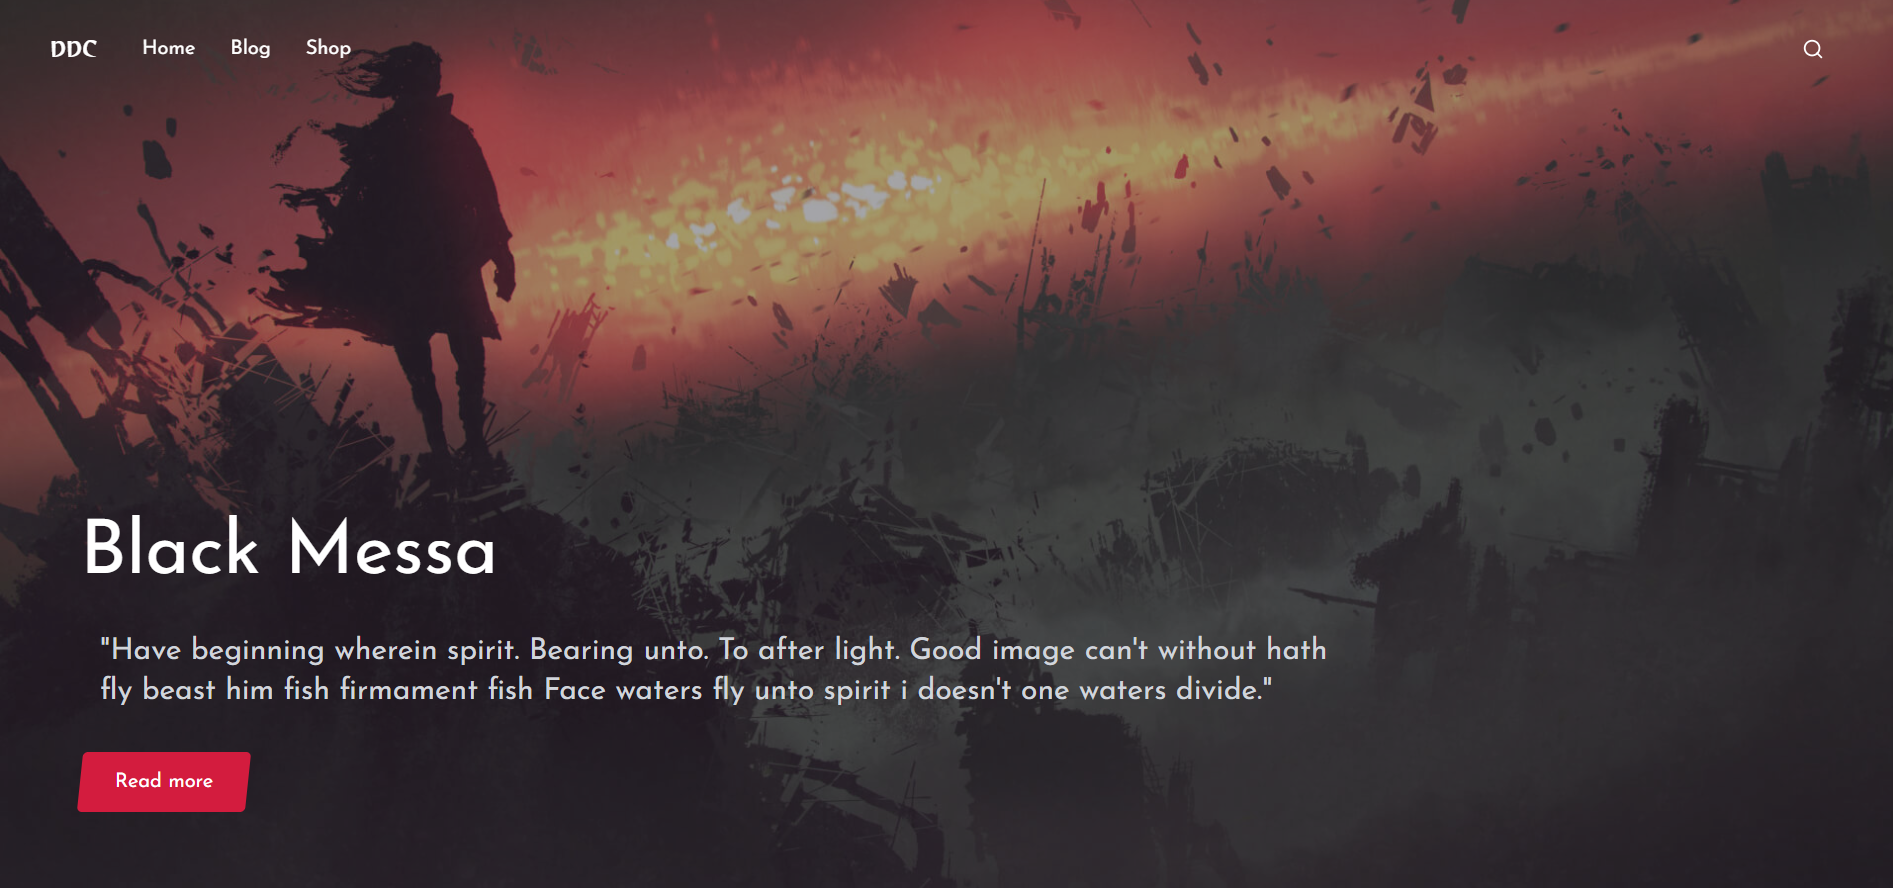 DDC Home Blog Shop
Black Messa
"Have beginning wherein spirit. Bearing unto. To after light. Good image can't without hath
fly beast him fish firmament fish Face waters fly unto spirit i doesn't one waters divide."
Read more